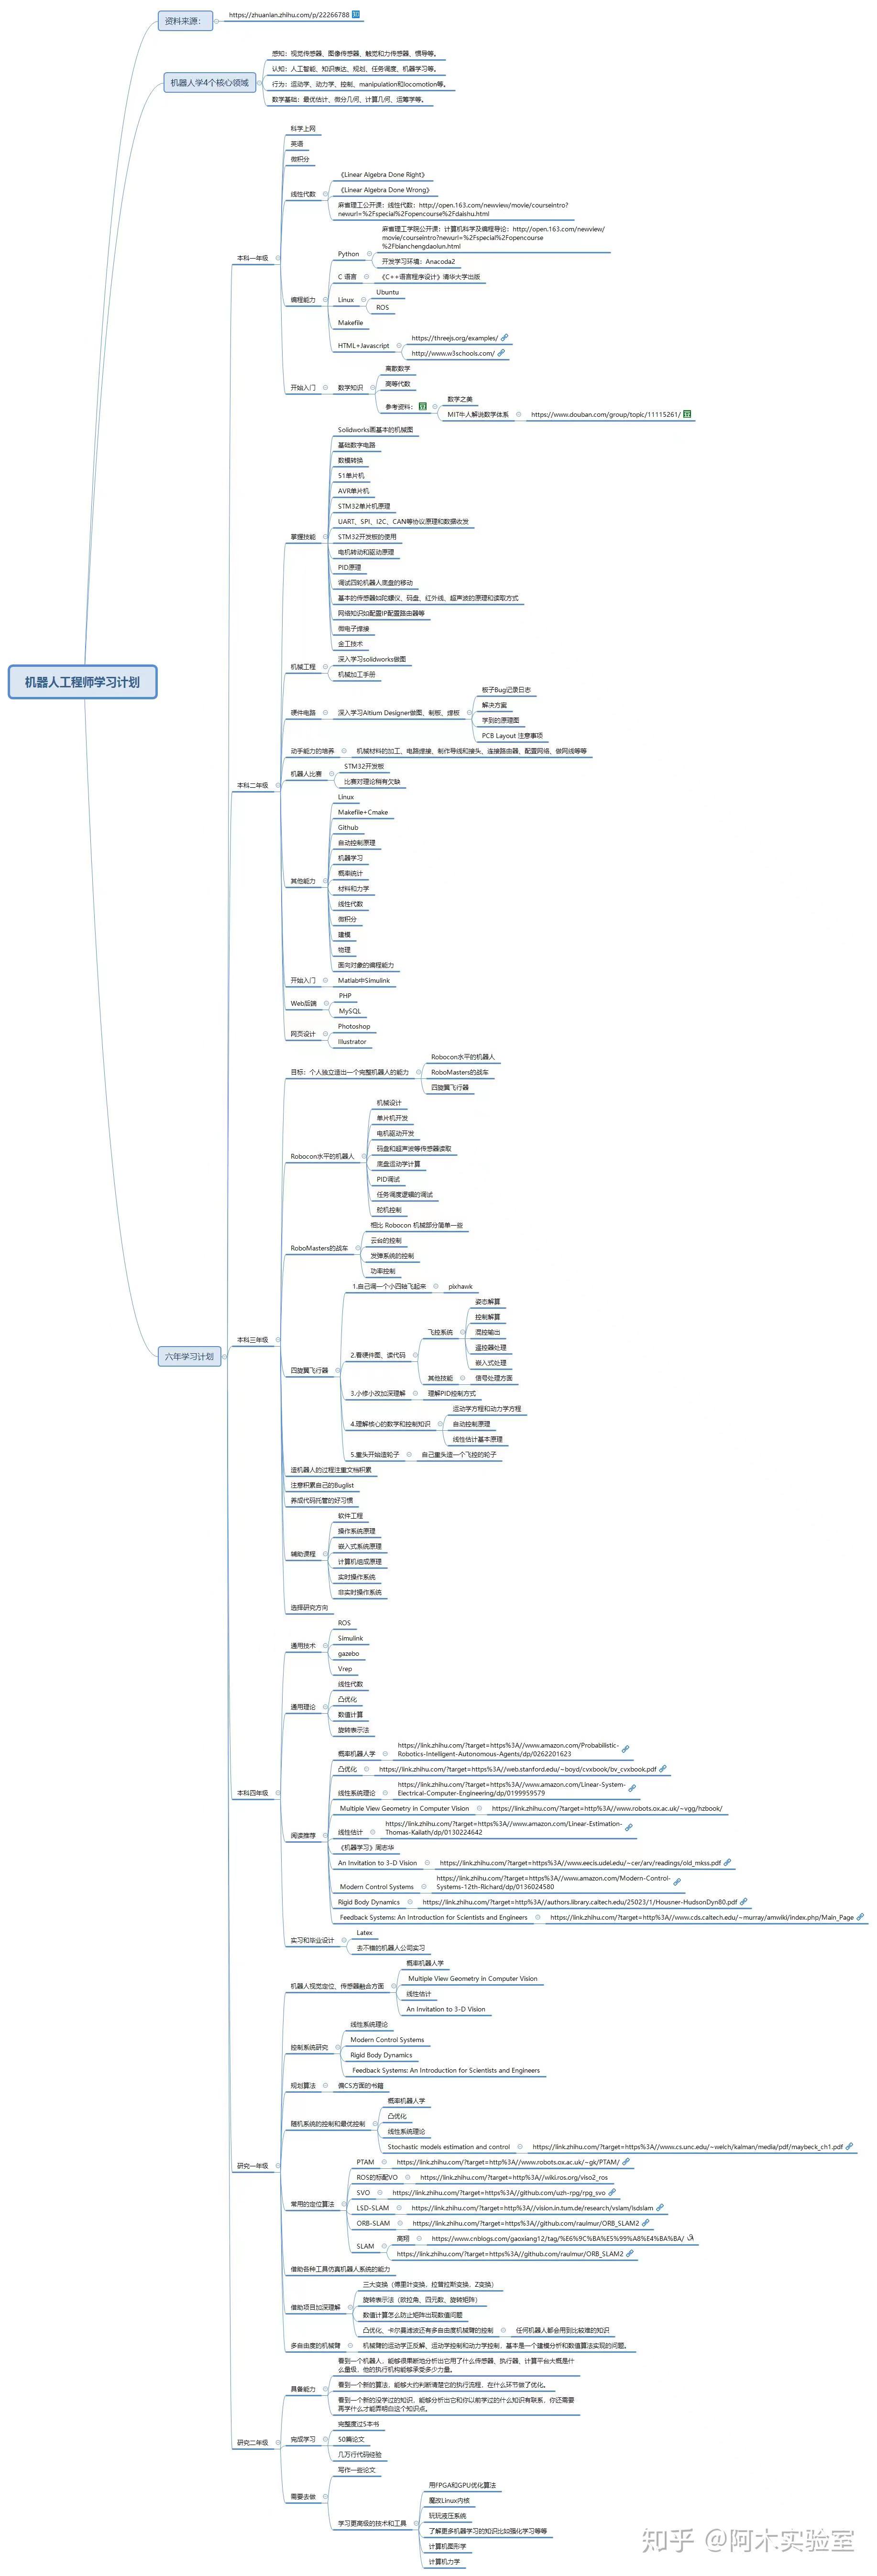 资料来源：
https://zhuanlan.zhihu.com/p/22266788
机器人学4个核心领域
感知：视觉传感器、图像传感器、触觉和力传感器、惯导等。
认知：人工智能、知识表达、规划、任务调度、机器学习等。
行为：运动学、动力学、控制、manipulation和locomotion等。
数学基础：最优估计、微分几何、计算几何、运筹学等。
机器人工程师学习计划
六年学习计划
本科一年级
科学上网
英语
微积分
线性代数
《Linear Algebra Done Right》
《Linear Algebra Done Wrong》
麻省理工公开课：线性代数：http://open.163.com/newview/movie/courseintro?
newurl=%2Fspecial%2Fopencourse%2Fdaishu.html
编程能力
Python
麻省理工学院公开课：计算机科学及编程导论：http://open.163.com/newview/
movie/courseintro?newurl=%2Fspecial%2Fopencourse
%2Fbianchengdaolun.html
开发学习环境：Anacoda2
C 语言
《C++语言程序设计》清华大学出版
Linux
Ubuntu
ROS
Makefile
HTML+Javascript
https://threejs.org/examples/
http://www.w3schools.com/
开始入门
数学知识
离散数学
高等代数
参考资料：
数学之美
MIT牛人解说数学体系
https://www.douban.com/group/topic/11115261/
本科二年级
掌握技能
Solidworks画基本的机械图
基础数字电路
数模转换
51单片机
AVR单片机
STM32单片机原理
UART、SPI、I2C、CAN等协议原理和数据收发
STM32开发板的使用
电机转动和驱动原理
PID原理
调试四轮机器人底盘的移动
基本的传感器如陀螺仪、码盘、红外线、超声波的原理和读取方式
网络知识如配置IP配置路由器等
微电子焊接
金工技术
机械工程
深入学习solidworks做图
机械加工手册
硬件电路
深入学习Altium Designer做图、制板、焊板
板子Bug记录日志
解决方案
学到的原理图
PCB Layout 注意事项
动手能力的培养
机械材料的加工、电路焊接、制作导线和接头、连接路由器、配置网络、做网线等等
机器人比赛
STM32开发板
比赛对理论稍有欠缺
其他能力
Linux
Makefile+Cmake
Github
自动控制原理
机器学习
概率统计
材料和力学
线性代数
微积分
建模
物理
面向对象的编程能力
开始入门
Matlab中Simulink
Web后端
PHP
MySQL
网页设计
Photoshop
Illustrator
本科三年级
目标：个人独立造出一个完整机器人的能力
Robocon水平的机器人
RoboMasters的战车
四旋翼飞行器
Robocon水平的机器人
机械设计
单片机开发
电机驱动开发
码盘和超声波等传感器读取
底盘运动学计算
PID调试
任务调度逻辑的调试
舵机控制
RoboMasters的战车
相比 Robocon 机械部分简单一些
云台的控制
发弹系统的控制
功率控制
四旋翼飞行器
1.自己调一个小四轴飞起来
pixhawk
2.看硬件图、读代码
飞控系统
姿态解算
控制解算
混控输出
遥控器处理
嵌入式处理
其他技能
信号处理方面
3.小修小改加深理解
理解PID控制方式
4.理解核心的数学和控制知识
运动学方程和动力学方程
自动控制原理
线性估计基本原理
5.重头开始造轮子
自己重头造一个飞控的轮子
造机器人的过程注重文档积累
注意积累自己的Buglist
养成代码托管的好习惯
辅助课程
软件工程
操作系统原理
嵌入式系统原理
计算机组成原理
实时操作系统
非实时操作系统
选择研究方向
本科四年级
通用技术
ROS
Simulink
gazebo
Vrep
通用理论
线性代数
凸优化
数值计算
旋转表示法
阅读推荐
概率机器人学
https://link.zhihu.com/?target=https%3A//www.amazon.com/Probabilistic-
Robotics-Intelligent-Autonomous-Agents/dp/0262201623
凸优化
https://link.zhihu.com/?target=https%3A//web.stanford.edu/~boyd/cvxbook/bv_cvxbook.pdf
线性系统理论
https://link.zhihu.com/?target=https%3A//www.amazon.com/Linear-System-
Electrical-Computer-Engineering/dp/0199959579
Multiple View Geometry in Computer Vision
https://link.zhihu.com/?target=http%3A//www.robots.ox.ac.uk/~vgg/hzbook/
线性估计
https://link.zhihu.com/?target=https%3A//www.amazon.com/Linear-Estimation-
Thomas-Kailath/dp/0130224642
《机器学习》周志华
An Invitation to 3-D Vision
https://link.zhihu.com/?target=https%3A//www.eecis.udel.edu/~cer/arv/readings/old_mkss.pdf
Modern Control Systems
https://link.zhihu.com/?target=https%3A//www.amazon.com/Modern-Control-
Systems-12th-Richard/dp/0136024580
Rigid Body Dynamics
https://link.zhihu.com/?target=http%3A//authors.library.caltech.edu/25023/1/Housner-HudsonDyn80.pdf
Feedback Systems: An Introduction for Scientists and Engineers
https://link.zhihu.com/?target=http%3A//www.cds.caltech.edu/~murray/amwiki/index.php/Main_Page
实习和毕业设计
Latex
去不错的机器人公司实习
研究一年级
机器人视觉定位、传感器融合方面
概率机器人学
Multiple View Geometry in Computer Vision
线性估计
An Invitation to 3-D Vision
控制系统研究
线性系统理论
Modern Control Systems
Rigid Body Dynamics
Feedback Systems: An Introduction for Scientists and Engineers
规划算法
偏CS方面的书籍
随机系统的控制和最优控制
概率机器人学
凸优化
线性系统理论
Stochastic models estimation and control
https://link.zhihu.com/?target=https%3A//www.cs.unc.edu/~welch/kalman/media/pdf/maybeck_ch1.pdf
常用的定位算法
PTAM
https://link.zhihu.com/?target=http%3A//www.robots.ox.ac.uk/~gk/PTAM/
ROS的标配VO
https://link.zhihu.com/?target=http%3A//wiki.ros.org/viso2_ros
SVO
https://link.zhihu.com/?target=https%3A//github.com/uzh-rpg/rpg_svo
LSD-SLAM
https://link.zhihu.com/?target=http%3A//vision.in.tum.de/research/vslam/lsdslam
ORB-SLAM
https://link.zhihu.com/?target=https%3A//github.com/raulmur/ORB_SLAM2
SLAM
高翔
https://www.cnblogs.com/gaoxiang12/tag/%E6%9C%BA%E5%99%A8%E4%BA%BA/
https://link.zhihu.com/?target=https%3A//github.com/raulmur/ORB_SLAM2
借助各种工具仿真机器人系统的能力
借助项目加深理解
三大变换（傅里叶变换、拉普拉斯变换、Z变换）
旋转表示法（欧拉角、四元数、旋转矩阵）
数值计算怎么防止矩阵出现数值问题
凸优化、卡尔曼滤波还有多自由度机械臂的控制
任何机器人都会用到比较难的知识
多自由度的机械臂
机械臂的运动学正反解、运动学控制和动力学控制，基本是一个建模分析和数值算法实现的问题。
研究二年级
具备能力
看到一个机器人，能够很果断地分析出它用了什么传感器、执行器、计算平台大概是什
么量级，他的执行机构能够承受多少力量。
看到一个新的算法，能够大约判断清楚它的执行流程，在什么环节做了优化。
看到一个新的没学过的知识，能够分析出它和你以前学过的什么知识有联系，你还需要
再学什么才能弄明白这个知识点。
完成学习
完整度过5本书
50篇论文
几万行代码经验
需要去做
写作一些论文
学习更高级的技术和工具
用FPGA和GPU优化算法
魔改Linux内核
玩玩液压系统
了解更多机器学习的知识比如强化学习等等
计算机图形学
计算机力学
知乎 @阿木实验室